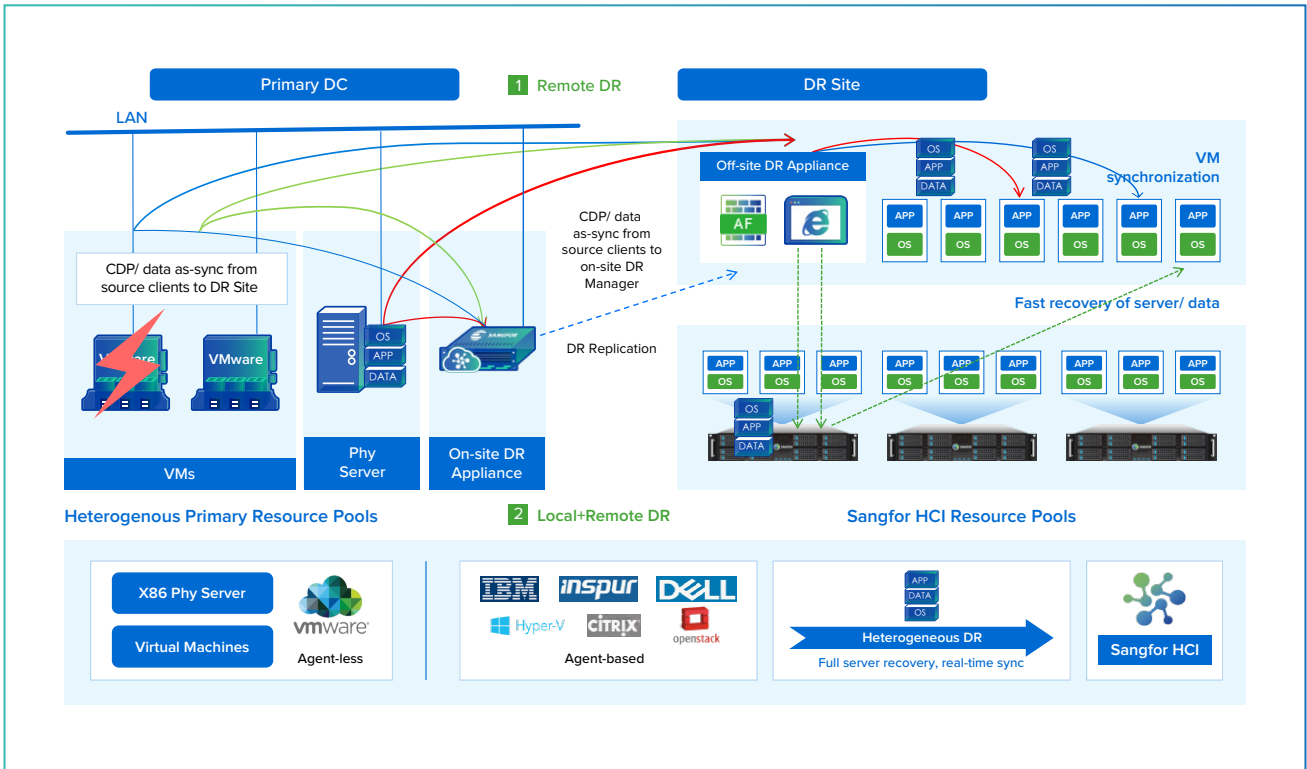 Primary DC
1 Remote DR
DR Site
LAN
Off-site DR Appliance
AF
OS
APP
DATA
OS
APP
DATA
VM
synchronization
APP
APP
APP
APP
APP
APP
OS
OS
OS
OS
OS
OS
CDP/ data as-sync from
source clients to DR Site
CDP/ data
as-sync from
source clients to
on-site DR
Manager
Fast recovery of server/ data
VMware
OS
APP
DATA
SANGFOR
DR Replication
APP
APP
APP
APP
APP
APP
APP
APP
APP
OS
OS
OS
OS
OS
OS
OS
OS
OS
OS
APP
DATA
VMs
Phy
Server
On-site DR
Appliance
Heterogenous Primary Resource Pools
2 Local+Remote DR
Sangfor HCI Resource Pools
X86 Phy Server
Virtual Machines
vmware
Agent-less
IBM
inspur
DELL
Hyper-V
CITRIX
openstack
Agent-based
APP
DATA
OS
Heterogeneous DR
Full server recovery, real-time sync
Sangfor HCI